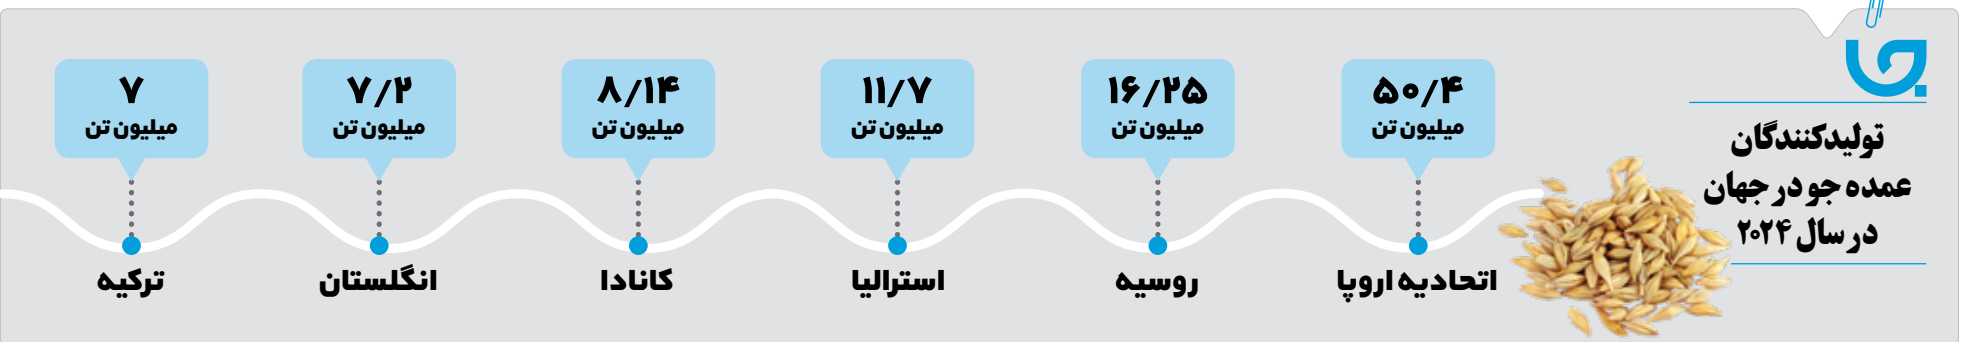 تولیدکنندگان
عمده جو در جهان
در سال ۲۰۲۴
۵۰/۴
میلیون تن
اتحادیه اروپا
۱۶/۲۵
میلیون تن
روسیه
۱۱/۷
میلیون تن
استرالیا
۸/۱۴
میلیون تن
کانادا
۷/۲
میلیون تن
انگلستان
۷
میلیون تن
ترکیه